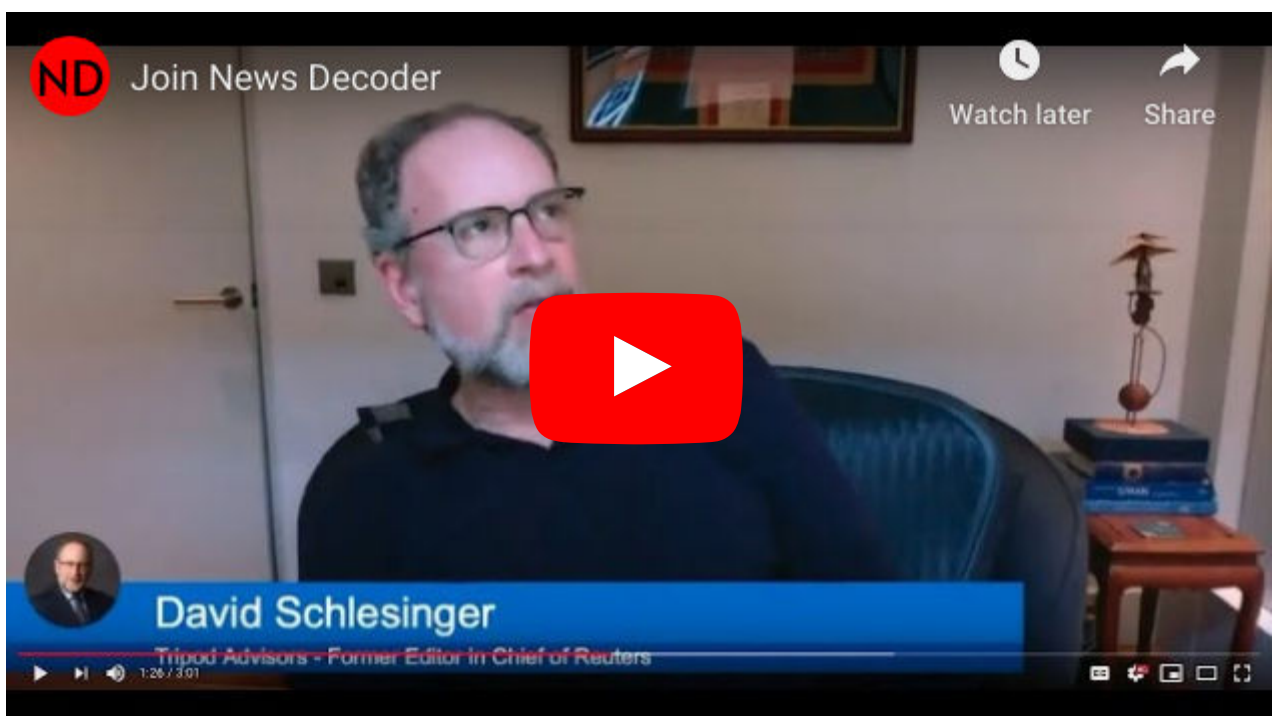 ND
Join News Decoder
Watch later
Share
David Schlesinger
Tripod Advisors - Former Editor in Chief of Reuters
1:26 / 3:01
CC